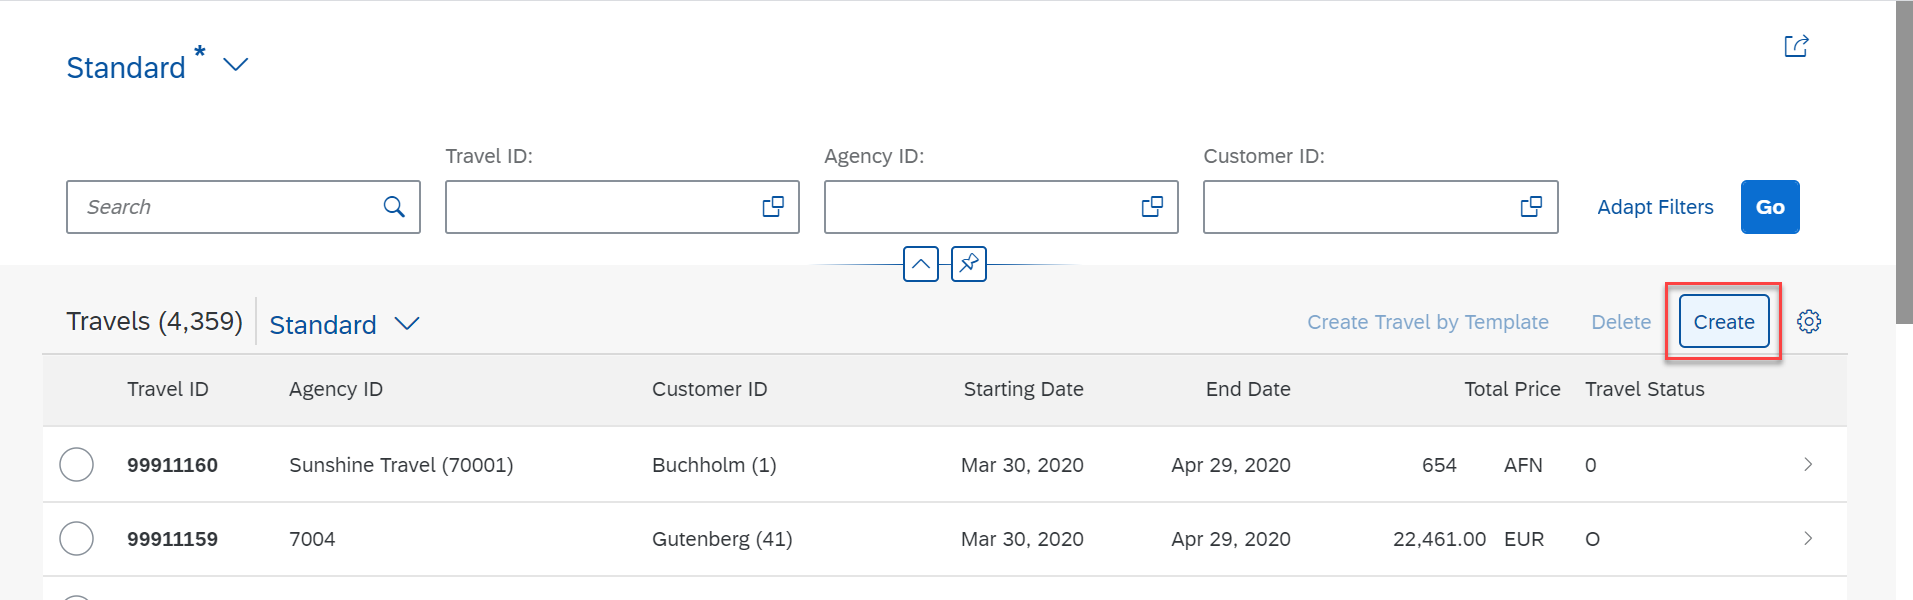 Standard *
Travel ID: Agency ID: Customer ID:
Search Adapt Filters Go
Travels (4,359) Standard Create Travel by Template Delete Create
Travel ID Agency ID Customer ID Starting Date End Date Total Price Travel Status
99911160 Sunshine Travel (70001) Buchholm (1) Mar 30, 2020 Apr 29, 2020 654 AFN 0
99911159 7004 Gutenberg (41) Mar 30, 2020 Apr 29, 2020 22,461.00 EUR O